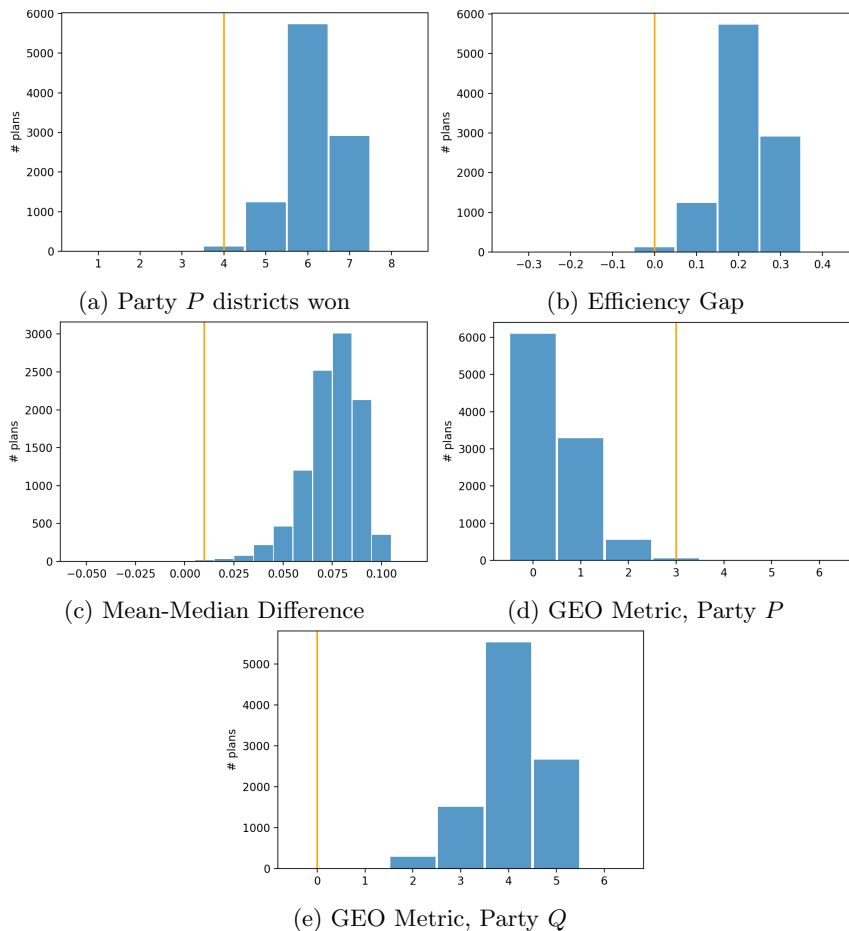 6000
5000
4000
3000
2000
1000
0
# plans
1 2 3 4 5 6 7 8
(a) Party P districts won
6000
5000
4000
3000
2000
1000
0
# plans
−0.3 −0.2 −0.1 0.0 0.1 0.2 0.3 0.4
(b) Efficiency Gap
3000
2500
2000
1500
1000
500
0
# plans
−0.050 −0.025 0.000 0.025 0.050 0.075 0.100
(c) Mean-Median Difference
6000
5000
4000
3000
2000
1000
0
# plans
0 1 2 3 4 5 6
(d) GEO Metric, Party P
5000
4000
3000
2000
1000
0
# plans
0 1 2 3 4 5 6
(e) GEO Metric, Party Q